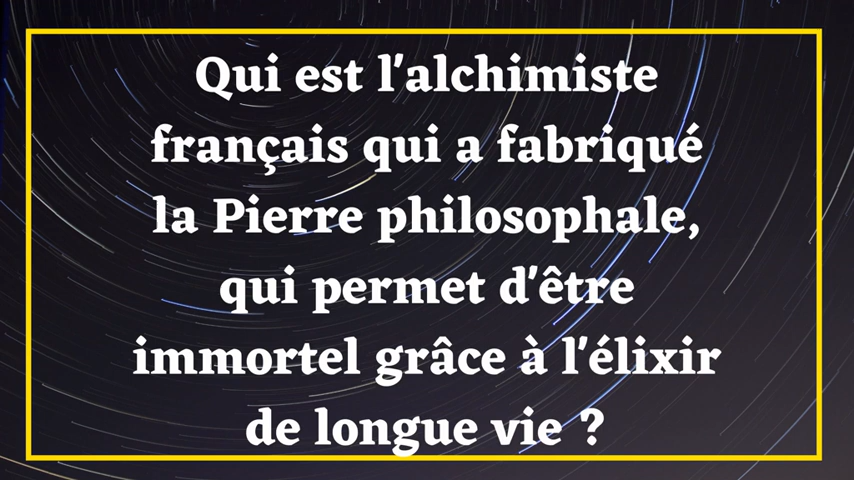 Qui est l'alchimiste
français qui a fabriqué
la Pierre philosophale,
qui permet d'être
immortel grâce à l'élixir
de longue vie ?